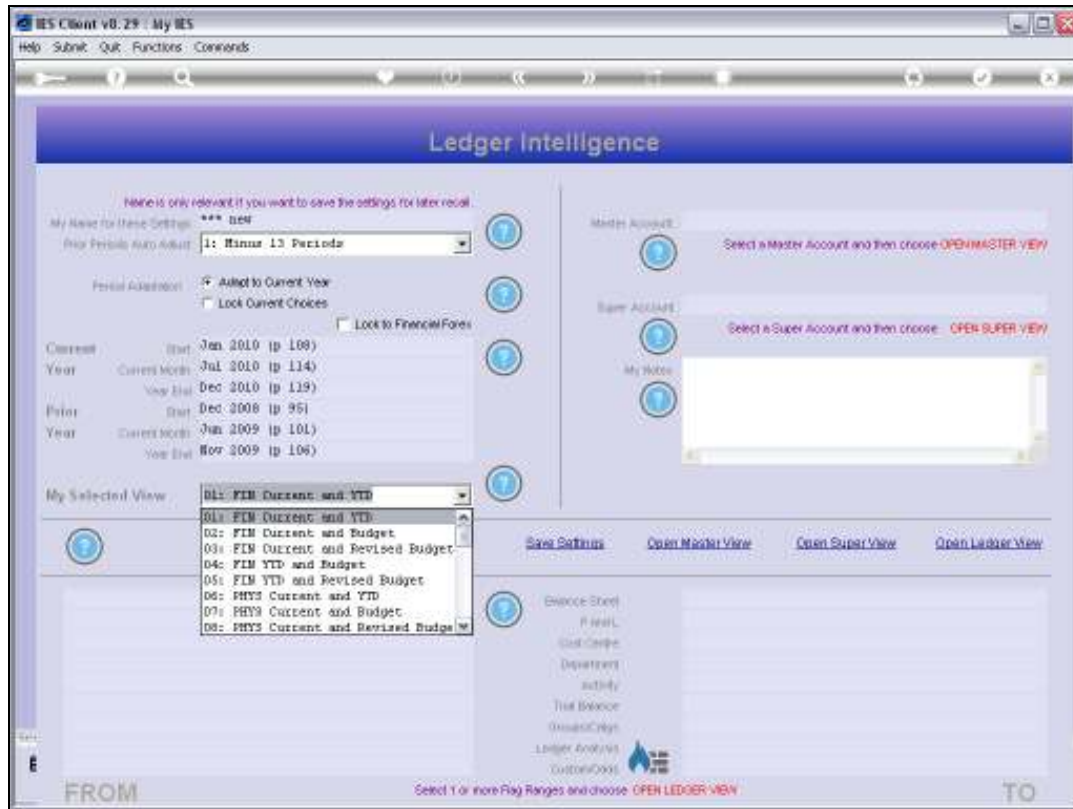 IES Client v8.29 : My IES
Help Submit Quit Functions Commands
Ledger Intelligence
Name is only relevant if you want to save the settings for later recall.
My Name for these Settings *** new
Prior Periods Auto Adjust 1: Minus 13 Periods
Period Adaptation Adapt to Current Year
Lock Current Choices
Lock to Financial Forex
Current Start Jan 2010 (p 108)
Year Current Month Jul 2010 (p 114)
Year End Dec 2010 (p 119)
Prior Start Dec 2008 (p 95)
Year Current Month Jun 2009 (p 101)
Year End Nov 2009 (p 106)
My Selected View 01: FIN Current and YTD
01: FIN Current and YTD
02: FIN Current and Budget
03: FIN Current and Revised Budget
04: FIN YTD and Budget
05: FIN YTD and Revised Budget
06: PHYS Current and YTD
07: PHYS Current and Budget
08: PHYS Current and Revised Budge
Master Account
Select a Master Account and then choose OPEN MASTER VIEW
Super Account
Select a Super Account and then choose OPEN SUPER VIEW
My Notes
Save Settings Open Master View Open Super View Open Ledger View
Balance Sheet
P and L
Cost Centre
Department
Activity
Trial Balance
Ledger Analysis
FROM
Select 1 or more Flag Ranges and choose OPEN LEDGER VIEW
TO